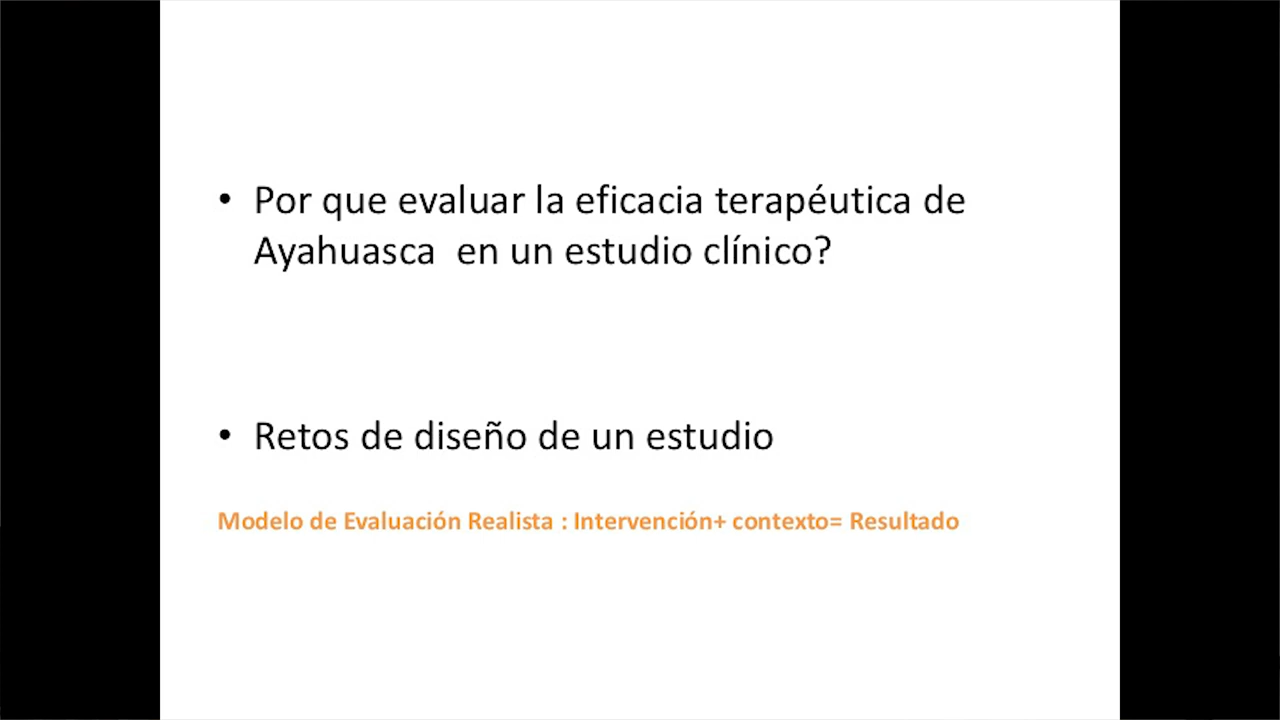 • Por que evaluar la eficacia terapéutica de
Ayahuasca  en un estudio clínico?
• Retos de diseño de un estudio
Modelo de Evaluación Realista : Intervención+ contexto= Resultado